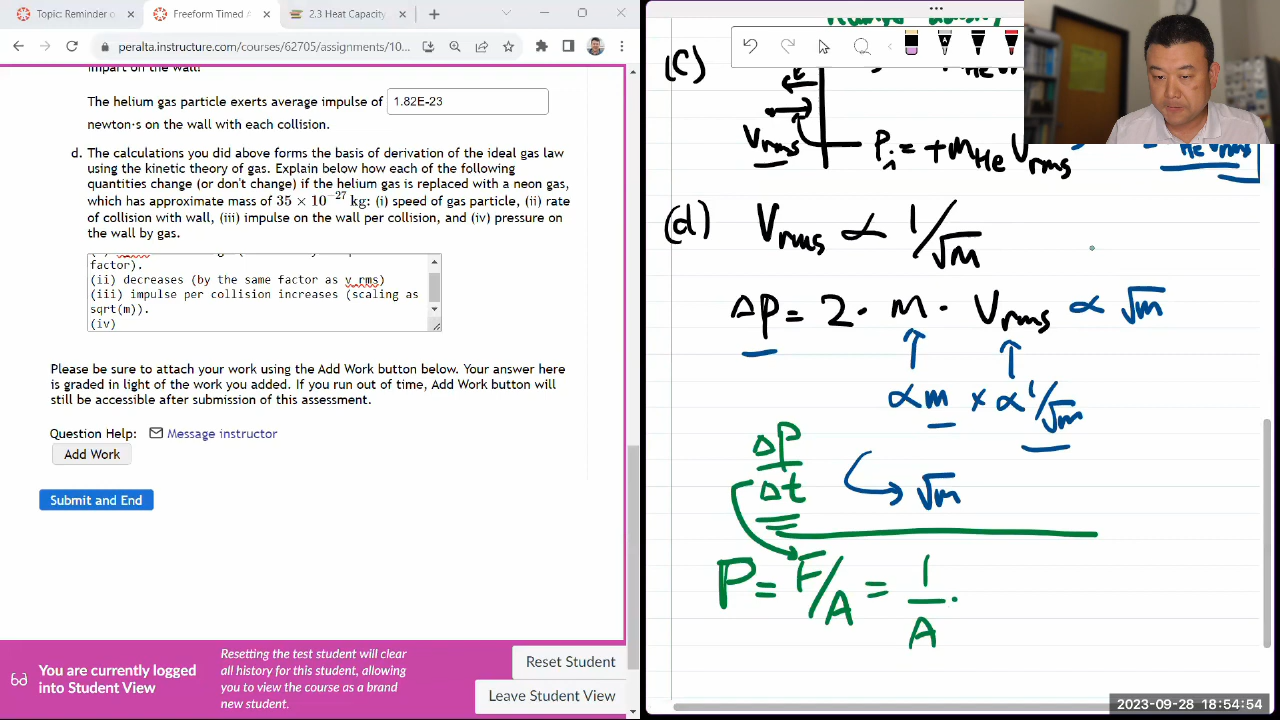 Topic: Reminder o
Freeform Timed
2.3 Heat Capacity
peralta.instructure.com/courses/62709/assignments/10...
impart on the wall.
The helium gas particle exerts average impulse of 1.82E-23
newton·s on the wall with each collision.
d. The calculations you did above forms the basis of derivation of the ideal gas law
using the kinetic theory of gas. Explain below how each of the following
quantities change (or don't change) if the helium gas is replaced with a neon gas,
which has approximate mass of 35 × 10⁻²⁷ kg: (i) speed of gas particle, (ii) rate
of collision with wall, (iii) impulse on the wall per collision, and (iv) pressure on
the wall by gas.
factor).
(ii) decreases (by the same factor as v_rms)
(iii) impulse per collision increases (scaling as
sqrt(m)).
(iv)
Please be sure to attach your work using the Add Work button below. Your answer here
is graded in light of the work you added. If you run out of time, Add Work button will
still be accessible after submission of this assessment.
Question Help: Message instructor
Add Work
Submit and End
You are currently logged
into Student View
Resetting the test student will clear
all history for this student, allowing
you to view the course as a brand
new student.
Reset Student
Leave Student View
(c)
Vrms
Pi = + mHe Vrms
He Vrms
(d) Vrms ∝ 1/√m
Δp = 2 · m · Vrms ∝ √m
∝ m × ∝ 1/√m
Δp
Δt
√m
P = F/A = 1/A ·
2023-09-28 18:54:54